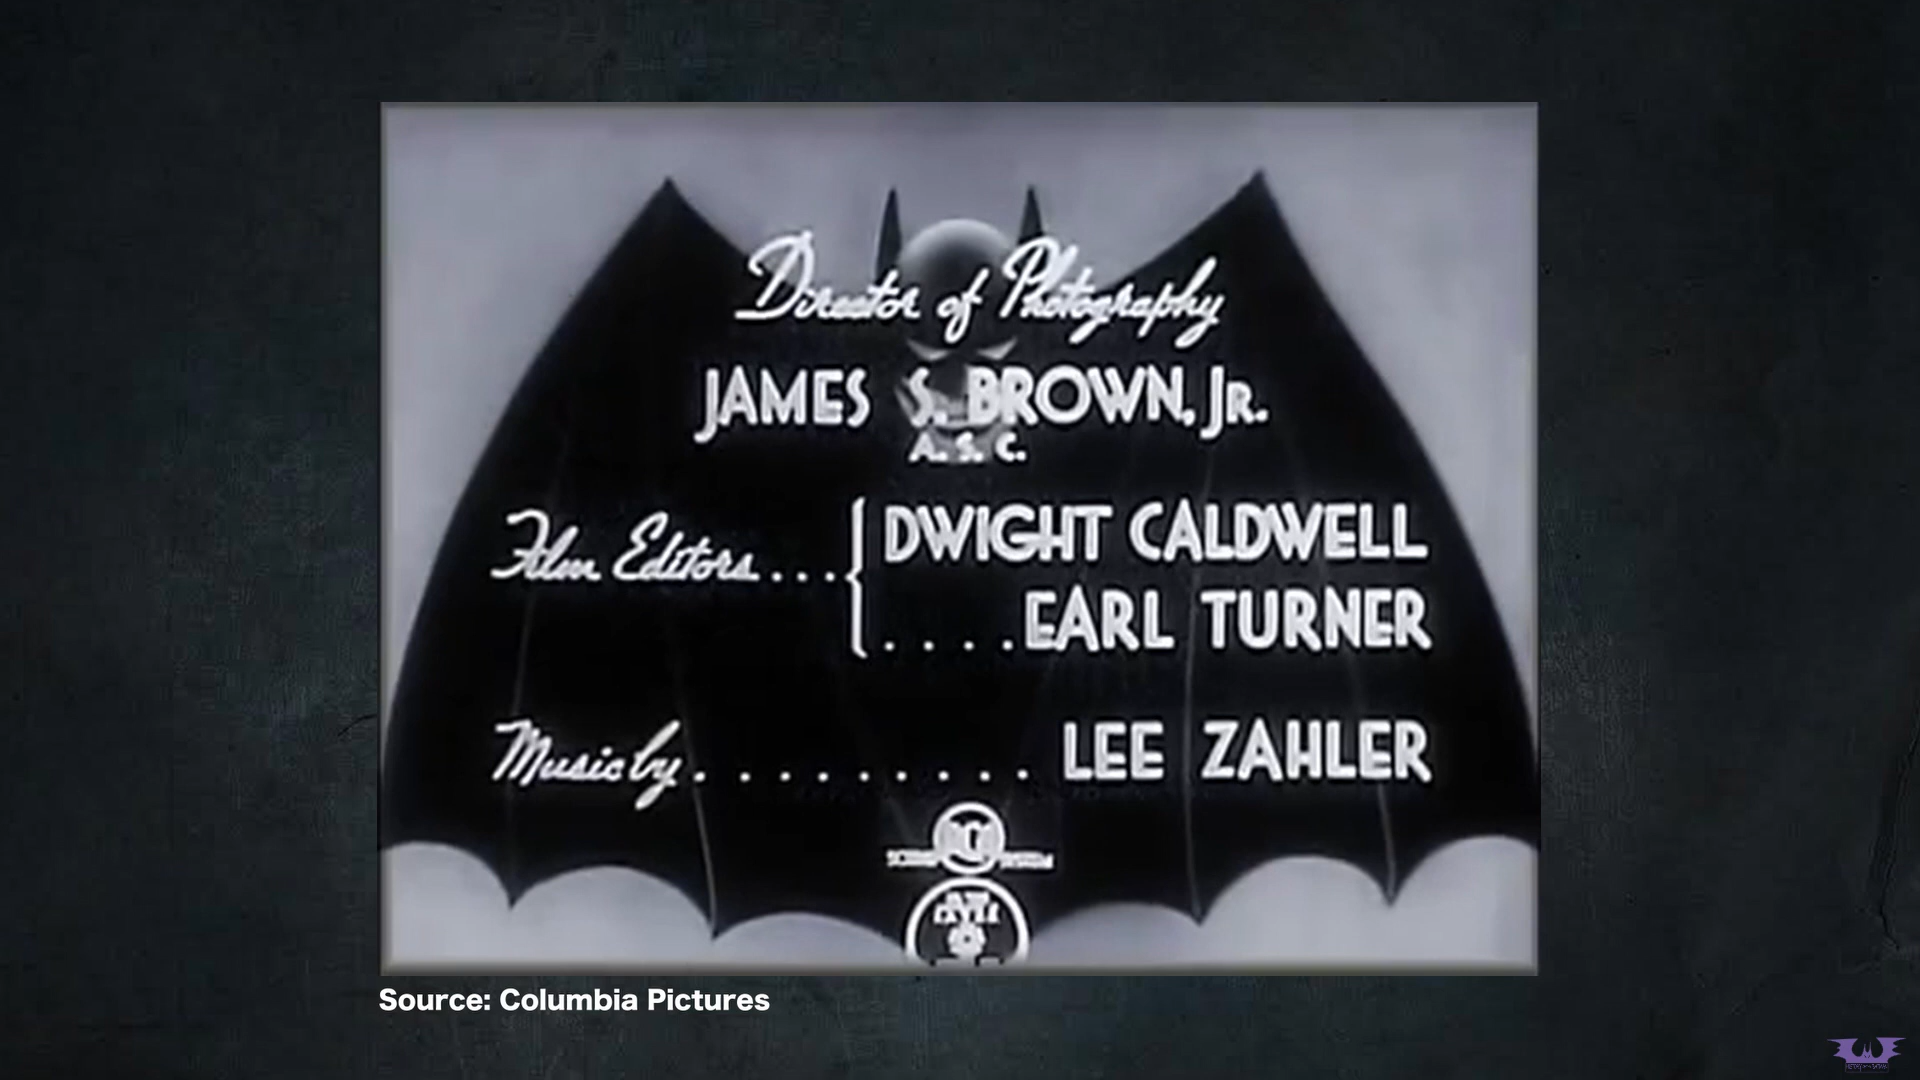 Director of Photography
JAMES S. BROWN, JR.
A. S. C.
Film Editors... DWIGHT CALDWELL
....EARL TURNER
Music by.......... LEE ZAHLER
Source: Columbia Pictures